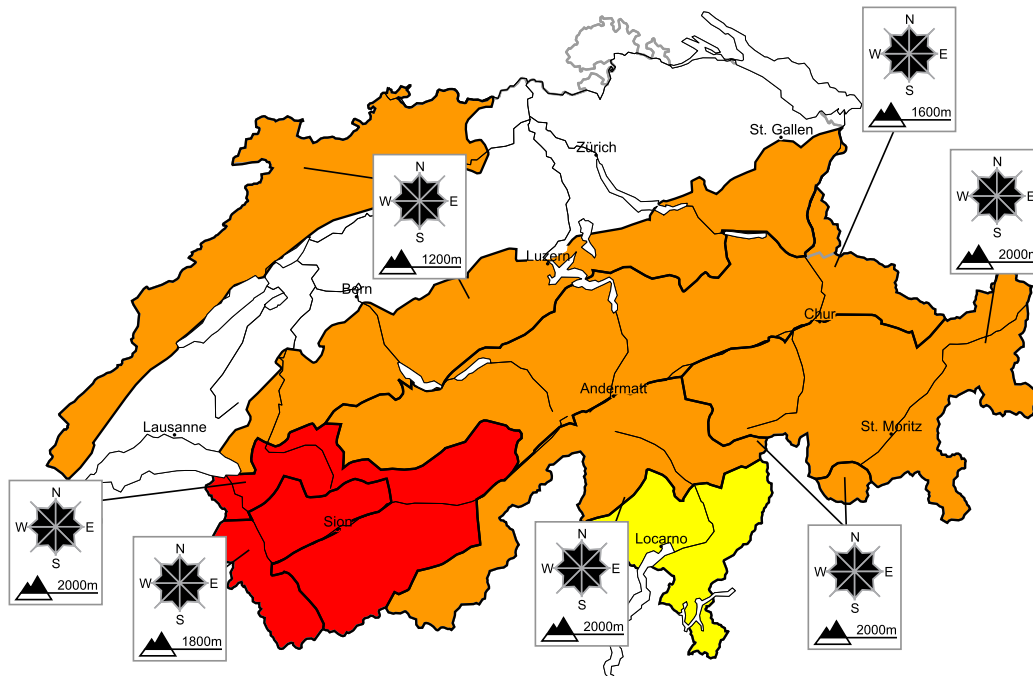 N
W E
S
1600m
St. Gallen
Zürich
N
W E
S
1200m
N
W E
S
2000m
Luzern
Bern
Chur
Andermatt
Lausanne
St. Moritz
N
W E
S
2000m
Sion
Locarno
N
W E
S
1800m
N
W E
S
2000m
N
W E
S
2000m